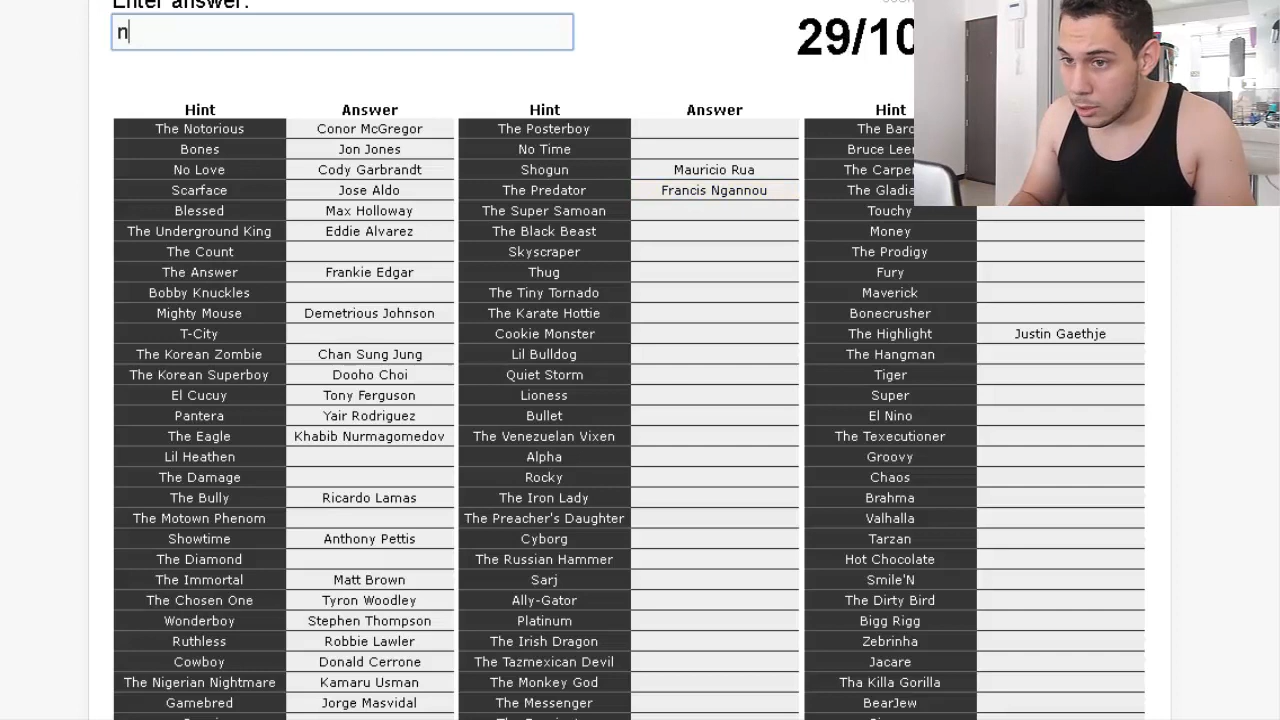 Enter answer:
n
29/10
Hint Answer Hint Answer Hint
The Notorious Conor McGregor The Posterboy The Baro
Bones Jon Jones No Time Bruce Leer
No Love Cody Garbrandt Shogun Mauricio Rua The Carpe
Scarface Jose Aldo The Predator Francis Ngannou The Gladia
Blessed Max Holloway The Super Samoan Touchy
The Underground King Eddie Alvarez The Black Beast Money
The Count Skyscraper The Prodigy
The Answer Frankie Edgar Thug Fury
Bobby Knuckles The Tiny Tornado Maverick
Mighty Mouse Demetrious Johnson The Karate Hottie Bonecrusher
T-City Cookie Monster The Highlight Justin Gaethje
The Korean Zombie Chan Sung Jung Lil Bulldog The Hangman
The Korean Superboy Dooho Choi Quiet Storm Tiger
El Cucuy Tony Ferguson Lioness Super
Pantera Yair Rodriguez Bullet El Nino
The Eagle Khabib Nurmagomedov The Venezuelan Vixen The Texecutioner
Lil Heathen Alpha Groovy
The Damage Rocky Chaos
The Bully Ricardo Lamas The Iron Lady Brahma
The Motown Phenom The Preacher's Daughter Valhalla
Showtime Anthony Pettis Cyborg Tarzan
The Diamond The Russian Hammer Hot Chocolate
The Immortal Matt Brown Sarj Smile'N
The Chosen One Tyron Woodley Ally-Gator The Dirty Bird
Wonderboy Stephen Thompson Platinum Bigg Rigg
Ruthless Robbie Lawler The Irish Dragon Zebrinha
Cowboy Donald Cerrone The Tazmexican Devil Jacare
The Nigerian Nightmare Kamaru Usman The Monkey God Tha Killa Gorilla
Gamebred Jorge Masvidal The Messenger BearJew